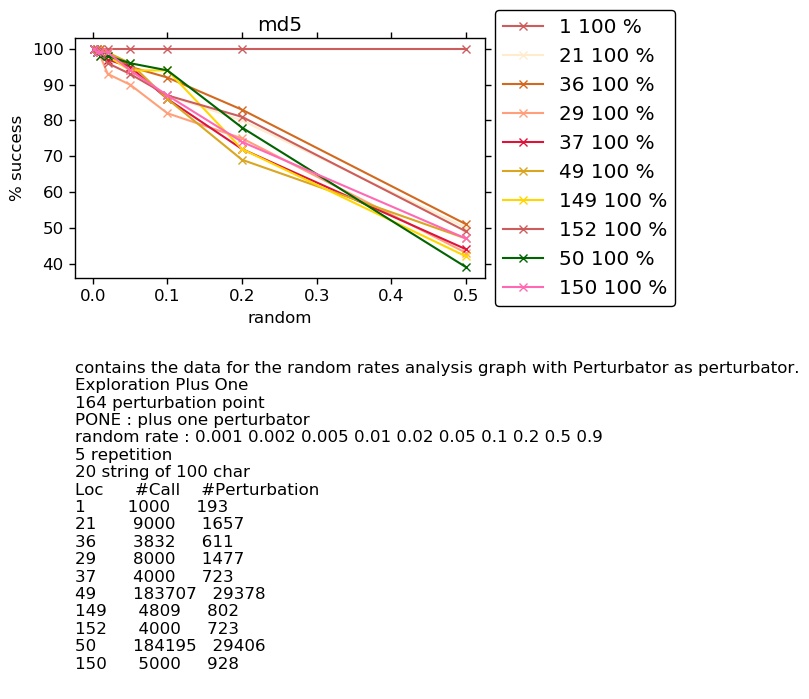 md5
100
90
80
70
60
50
40
% success
0.0 0.1 0.2 0.3 0.4 0.5
random
1 100 %
21 100 %
36 100 %
29 100 %
37 100 %
49 100 %
149 100 %
152 100 %
50 100 %
150 100 %
contains the data for the random rates analysis graph with Perturbator as perturbator.
Exploration Plus One
164 perturbation point
PONE : plus one perturbator
random rate : 0.001 0.002 0.005 0.01 0.02 0.05 0.1 0.2 0.5 0.9
5 repetition
20 string of 100 char
Loc #Call #Perturbation
1 1000 193
21 9000 1657
36 3832 611
29 8000 1477
37 4000 723
49 183707 29378
149 4809 802
152 4000 723
50 184195 29406
150 5000 928